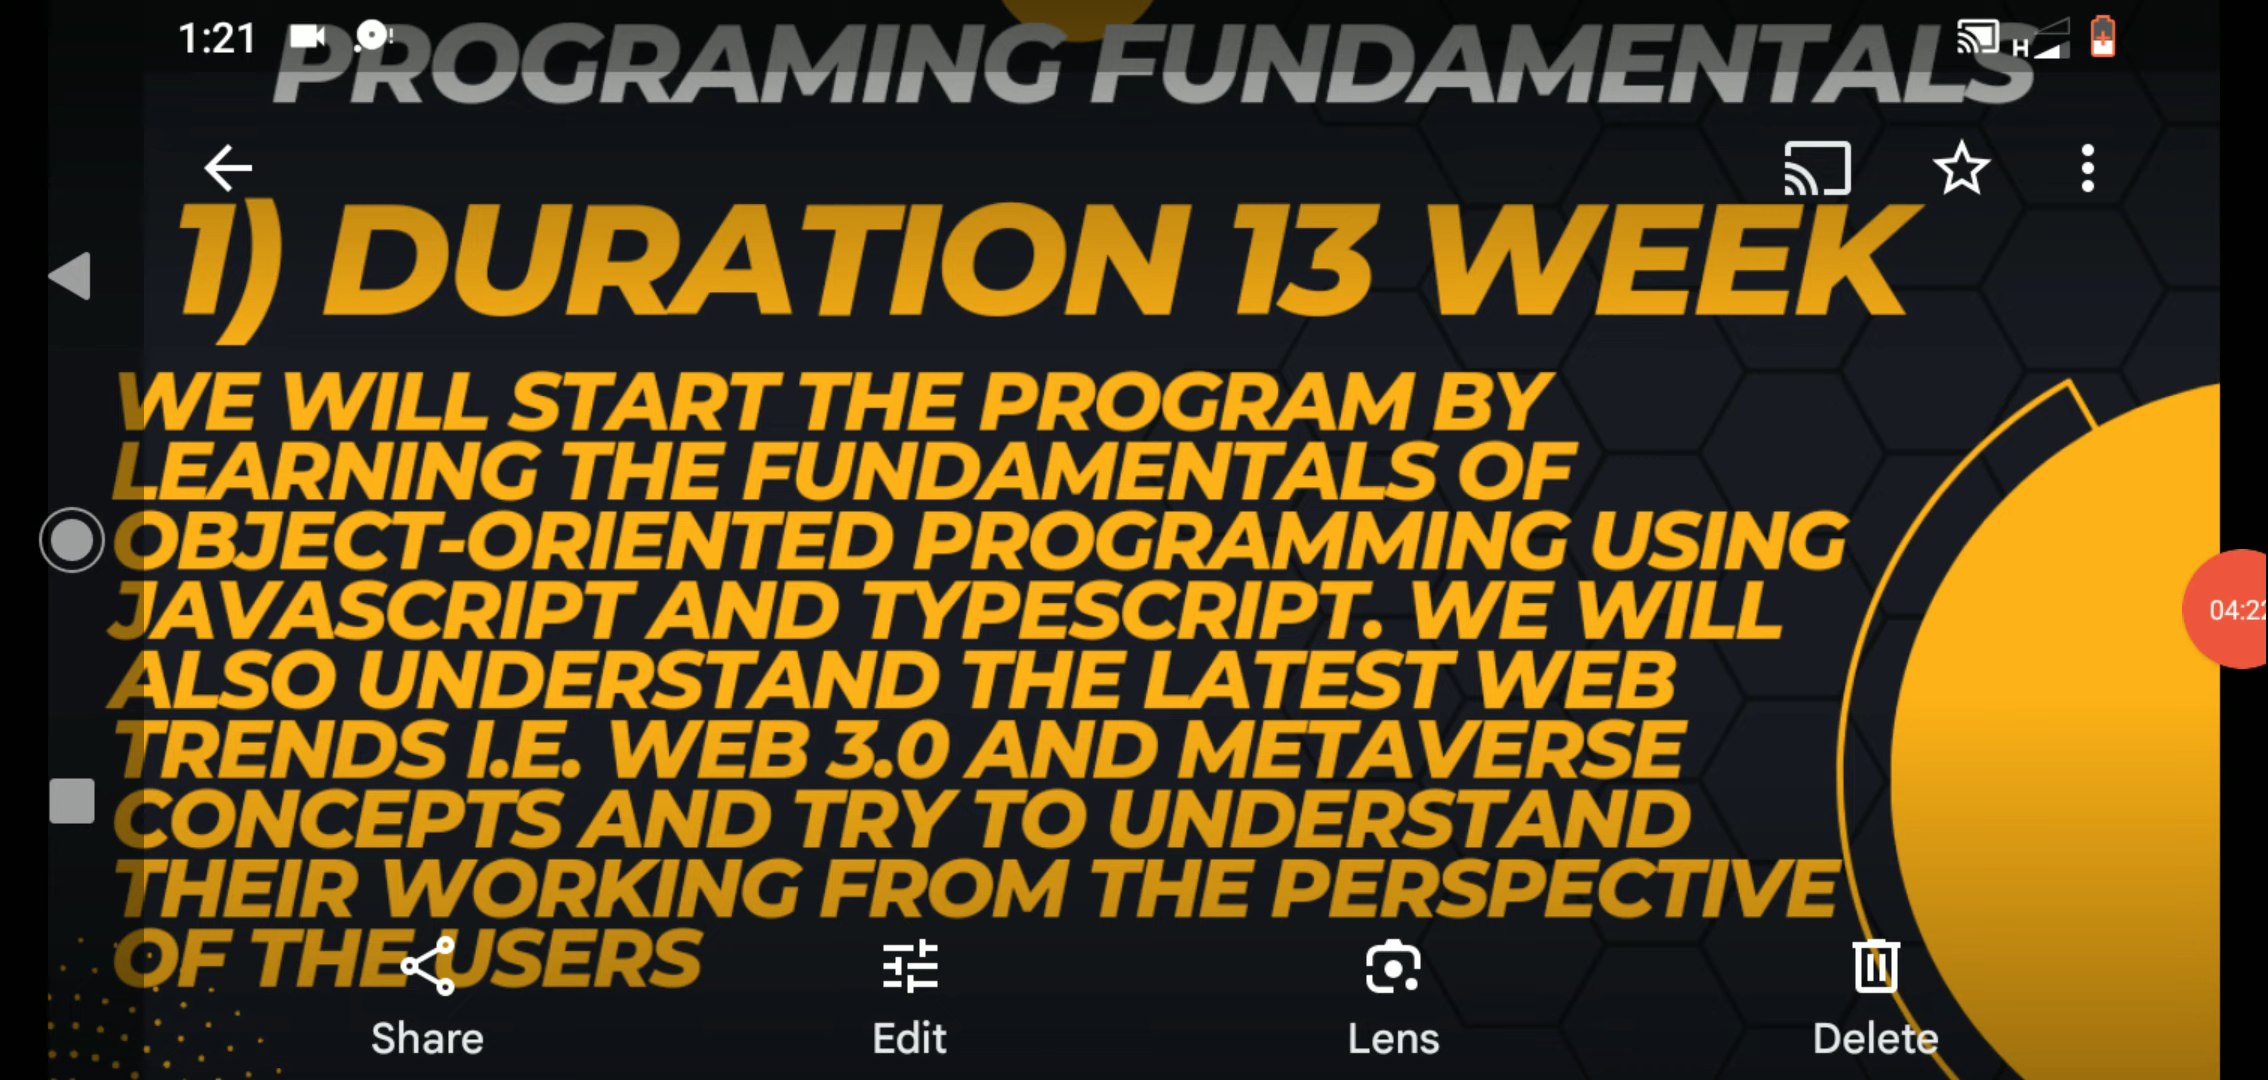 1:21
H
PROGRAMING FUNDAMENTALS
1) DURATION 13 WEEK
WE WILL START THE PROGRAM BY
LEARNING THE FUNDAMENTALS OF
OBJECT-ORIENTED PROGRAMMING USING
JAVASCRIPT AND TYPESCRIPT. WE WILL
ALSO UNDERSTAND THE LATEST WEB
TRENDS I.E. WEB 3.0 AND METAVERSE
CONCEPTS AND TRY TO UNDERSTAND
THEIR WORKING FROM THE PERSPECTIVE
OF THE USERS
04:22
Share Edit Lens Delete